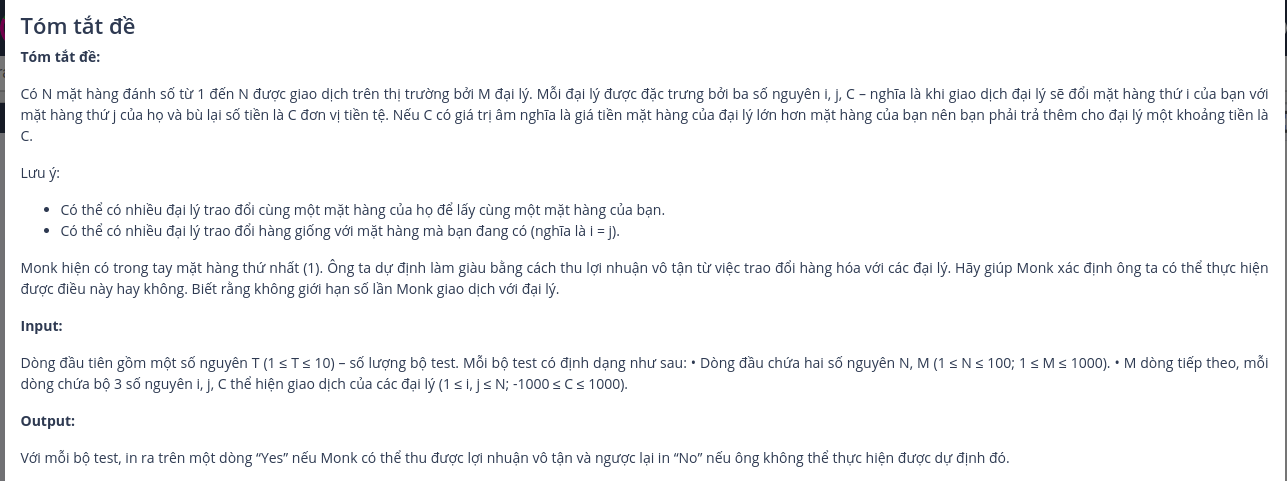 Tóm tắt đề
Tóm tắt đề:
Có N mặt hàng đánh số từ 1 đến N được giao dịch trên thị trường bởi M đại lý. Mỗi đại lý được đặc trưng bởi ba số nguyên i, j, C – nghĩa là khi giao dịch đại lý sẽ đổi mặt hàng thứ i của bạn với
mặt hàng thứ j của họ và bù lại số tiền là C đơn vị tiền tệ. Nếu C có giá trị âm nghĩa là giá tiền mặt hàng của đại lý lớn hơn mặt hàng của bạn nên bạn phải trả thêm cho đại lý một khoảng tiền là
C.
Lưu ý:
• Có thể có nhiều đại lý trao đổi cùng một mặt hàng của họ để lấy cùng một mặt hàng của bạn.
• Có thể có nhiều đại lý trao đổi hàng giống với mặt hàng mà bạn đang có (nghĩa là i = j).
Monk hiện có trong tay mặt hàng thứ nhất (1). Ông ta dự định làm giàu bằng cách thu lợi nhuận vô tận từ việc trao đổi hàng hóa với các đại lý. Hãy giúp Monk xác định ông ta có thể thực hiện
được điều này hay không. Biết rằng không giới hạn số lần Monk giao dịch với đại lý.
Input:
Dòng đầu tiên gồm một số nguyên T (1 ≤ T ≤ 10) – số lượng bộ test. Mỗi bộ test có định dạng như sau: • Dòng đầu chứa hai số nguyên N, M (1 ≤ N ≤ 100; 1 ≤ M ≤ 1000). • M dòng tiếp theo, mỗi
dòng chứa bộ 3 số nguyên i, j, C thể hiện giao dịch của các đại lý (1 ≤ i, j ≤ N; -1000 ≤ C ≤ 1000).
Output:
Với mỗi bộ test, in ra trên một dòng “Yes” nếu Monk có thể thu được lợi nhuận vô tận và ngược lại in “No” nếu ông không thể thực hiện được dự định đó.